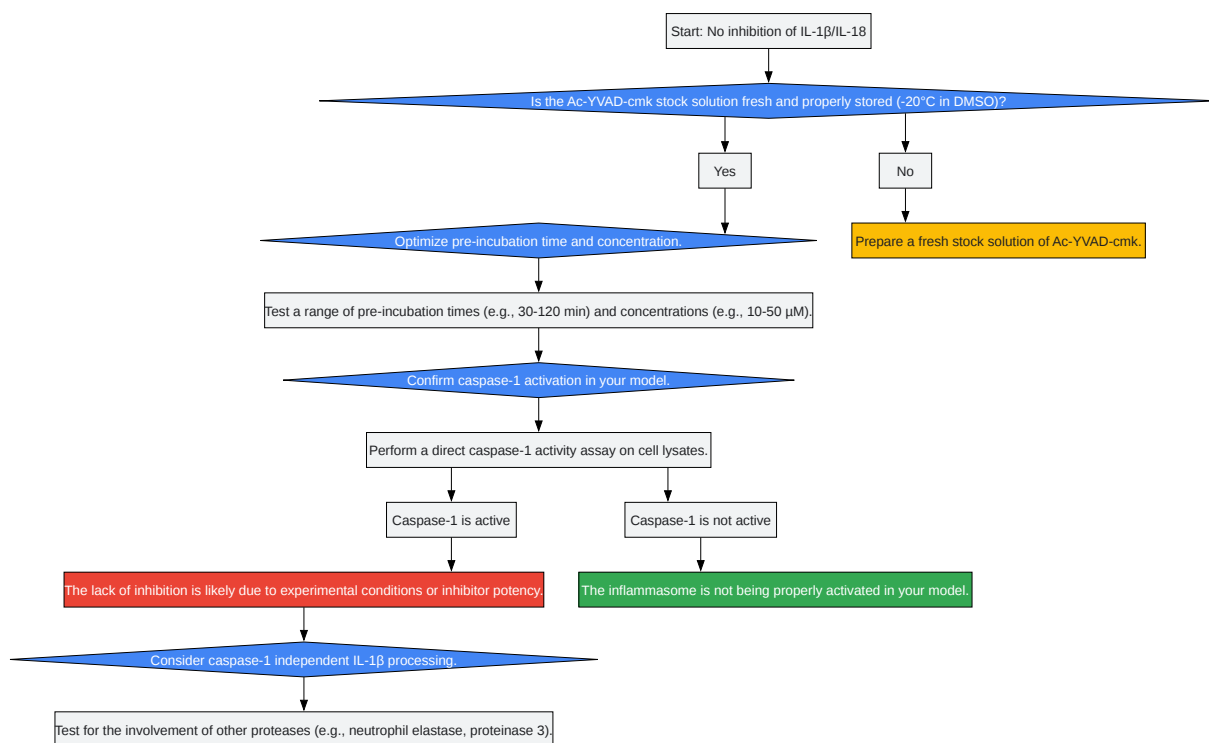 Start: No inhibition of IL-1β/IL-18
Is the Ac-YVAD-cmk stock solution fresh and properly stored (-20°C in DMSO)?
Yes
No
Optimize pre-incubation time and concentration.
Prepare a fresh stock solution of Ac-YVAD-cmk.
Test a range of pre-incubation times (e.g., 30-120 min) and concentrations (e.g., 10-50 µM).
Confirm caspase-1 activation in your model.
Perform a direct caspase-1 activity assay on cell lysates.
Caspase-1 is active
Caspase-1 is not active
The lack of inhibition is likely due to experimental conditions or inhibitor potency.
The inflammasome is not being properly activated in your model.
Consider caspase-1 independent IL-1β processing.
Test for the involvement of other proteases (e.g., neutrophil elastase, proteinase 3).